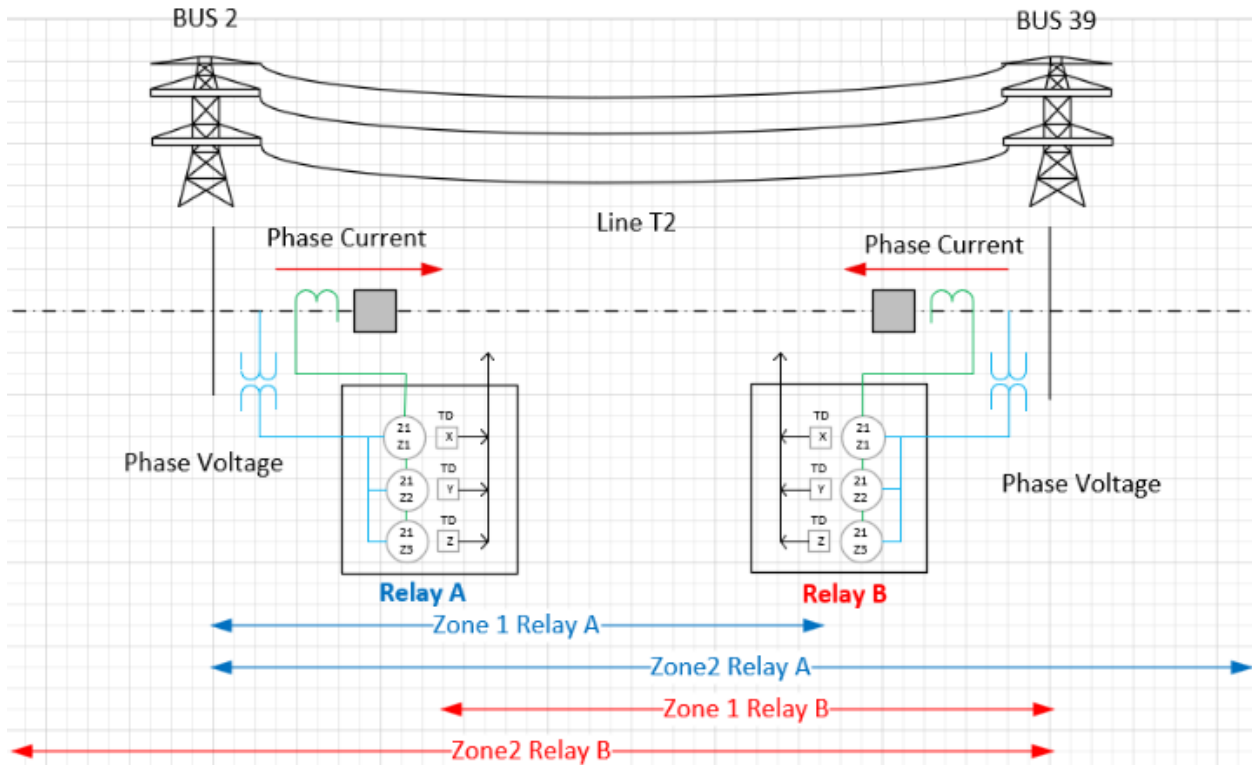 BUS 2
BUS 39
Line T2
Phase Current
Phase Current
Phase Voltage
Phase Voltage
21
Z1
TD
X
21
Z2
TD
Y
21
Z3
TD
Z
Relay A
TD
X
21
Z1
TD
Y
21
Z2
TD
Z
21
Z3
Relay B
Zone 1 Relay A
Zone2 Relay A
Zone 1 Relay B
Zone2 Relay B